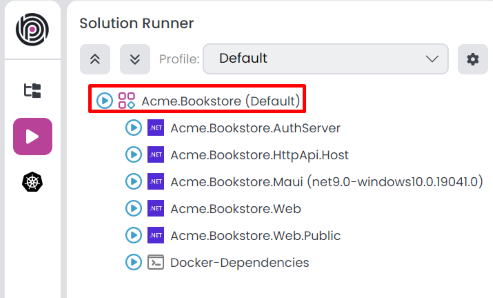 Solution Runner
Profile: Default
Acme.Bookstore (Default)
.NET Acme.Bookstore.AuthServer
.NET Acme.Bookstore.HttpApi.Host
.NET Acme.Bookstore.Maui (net9.0-windows10.0.19041.0)
.NET Acme.Bookstore.Web
.NET Acme.Bookstore.Web.Public
Docker-Dependencies